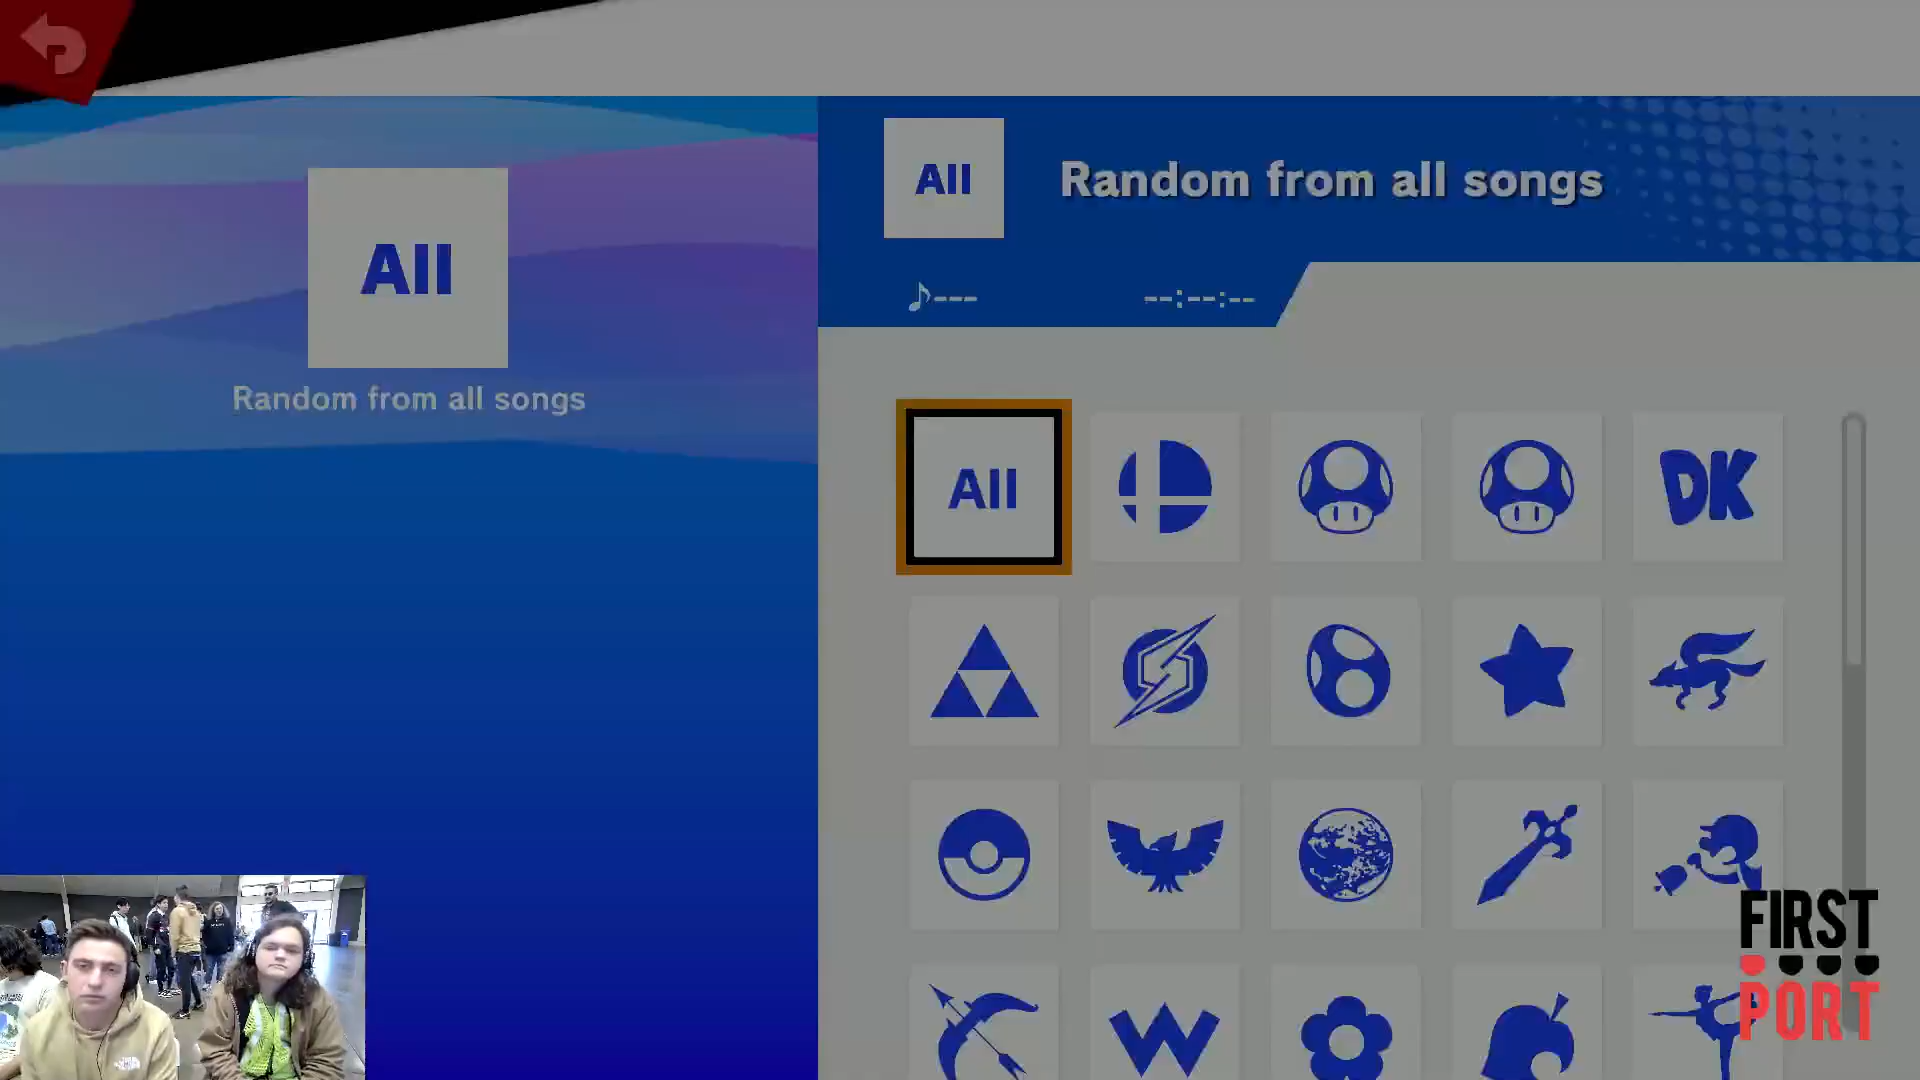 All
Random from all songs
♪---
--:--:--
All
Random from all songs
All
DK
FIRST
PORT